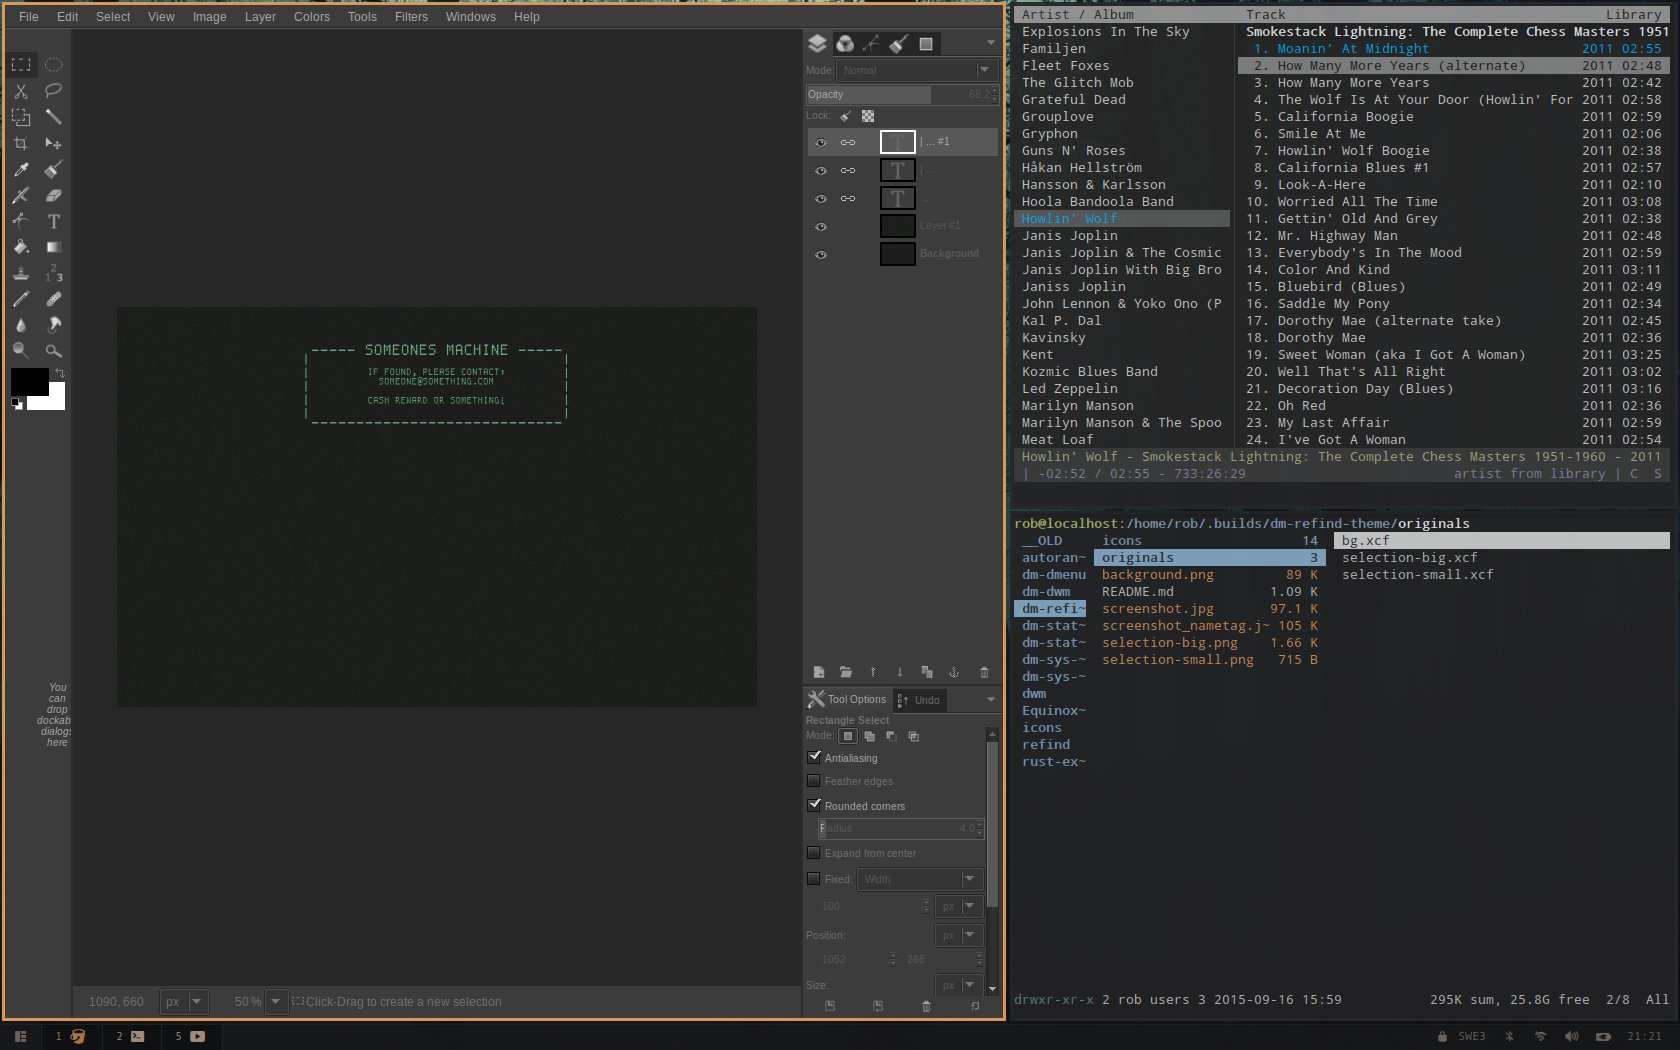 File Edit Select View Image Layer Colors Tools Filters Windows Help
Mode: Normal
Opacity 68.2
Lock:
| ... #1
| ...
...
Layer #1
Background
----- SOMEONES MACHINE -----
IF FOUND, PLEASE CONTACT:
SOMEONE@SOMETHING.COM
CASH REWARD OR SOMETHING!
You
can
drop
dockab
dialogs
here
Tool Options Undo
Rectangle Select
Mode:
Antialiasing
Feather edges
Rounded corners
Radius 4.0
Expand from center
Fixed: Width
100 px
Position: px
1052 268
Size: px
1090, 660 px 50 % Click-Drag to create a new selection
Artist / Album Track Library
Explosions In The Sky
Familjen
Fleet Foxes
The Glitch Mob
Grateful Dead
Grouplove
Gryphon
Guns N' Roses
Håkan Hellström
Hansson & Karlsson
Hoola Bandoola Band
Howlin' Wolf
Janis Joplin
Janis Joplin & The Cosmic
Janis Joplin With Big Bro
Janiss Joplin
John Lennon & Yoko Ono (P
Kal P. Dal
Kavinsky
Kent
Kozmic Blues Band
Led Zeppelin
Marilyn Manson
Marilyn Manson & The Spoo
Meat Loaf
Smokestack Lightning: The Complete Chess Masters 1951
1. Moanin' At Midnight 2011 02:55
2. How Many More Years (alternate) 2011 02:48
3. How Many More Years 2011 02:42
4. The Wolf Is At Your Door (Howlin' For 2011 02:58
5. California Boogie 2011 02:59
6. Smile At Me 2011 02:06
7. Howlin' Wolf Boogie 2011 02:38
8. California Blues #1 2011 02:57
9. Look-A-Here 2011 02:10
10. Worried All The Time 2011 03:08
11. Gettin' Old And Grey 2011 02:38
12. Mr. Highway Man 2011 02:48
13. Everybody's In The Mood 2011 02:59
14. Color And Kind 2011 03:11
15. Bluebird (Blues) 2011 02:49
16. Saddle My Pony 2011 02:34
17. Dorothy Mae (alternate take) 2011 02:45
18. Dorothy Mae 2011 02:36
19. Sweet Woman (aka I Got A Woman) 2011 03:25
20. Well That's All Right 2011 03:02
21. Decoration Day (Blues) 2011 03:16
22. Oh Red 2011 02:36
23. My Last Affair 2011 02:59
24. I've Got A Woman 2011 02:54
Howlin' Wolf - Smokestack Lightning: The Complete Chess Masters 1951-1960 - 2011
| -02:52 / 02:55 - 733:26:29 artist from library | C S
rob@localhost:/home/rob/.builds/dm-refind-theme/originals
__OLD
autoran~
dm-dmenu
dm-dwm
dm-refi~
dm-stat~
dm-stat~
dm-sys-~
dm-sys-~
dwm
Equinox~
icons
refind
rust-ex~
icons 14
originals 3
background.png 89 K
README.md 1.09 K
screenshot.jpg 97.1 K
screenshot_nametag.j~ 105 K
selection-big.png 1.66 K
selection-small.png 715 B
bg.xcf
selection-big.xcf
selection-small.xcf
drwxr-xr-x 2 rob users 3 2015-09-16 15:59 295K sum, 25.8G free 2/8 All
1 2 5 SWE3 21:21